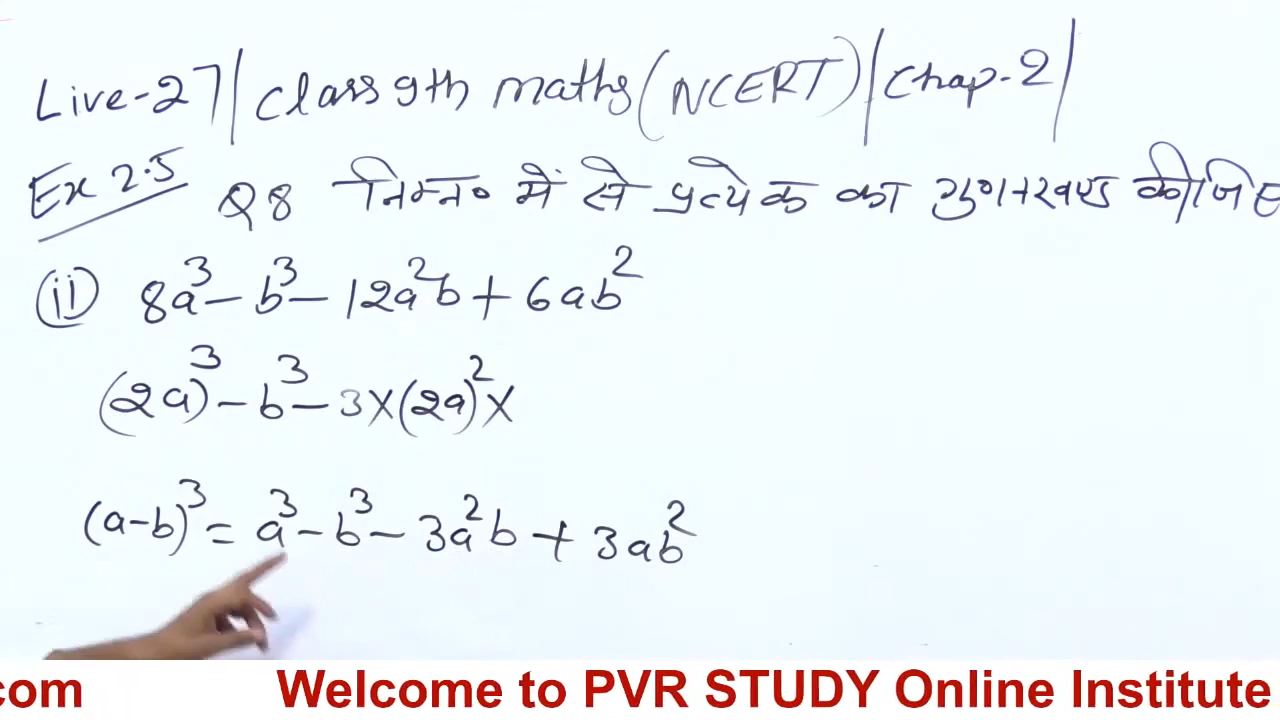 Live-27 | Class 9th maths (NCERT) | Chap-2 |
Ex 2.5 Q8 निम्न० में से प्रत्येक का गुणनखण्ड कीजिए
(ii) 8a³ - b³ - 12a²b + 6ab²
(2a)³ - b³ - 3×(2a)²×
(a-b)³ = a³ - b³ - 3a²b + 3ab²
com Welcome to PVR STUDY Online Institute